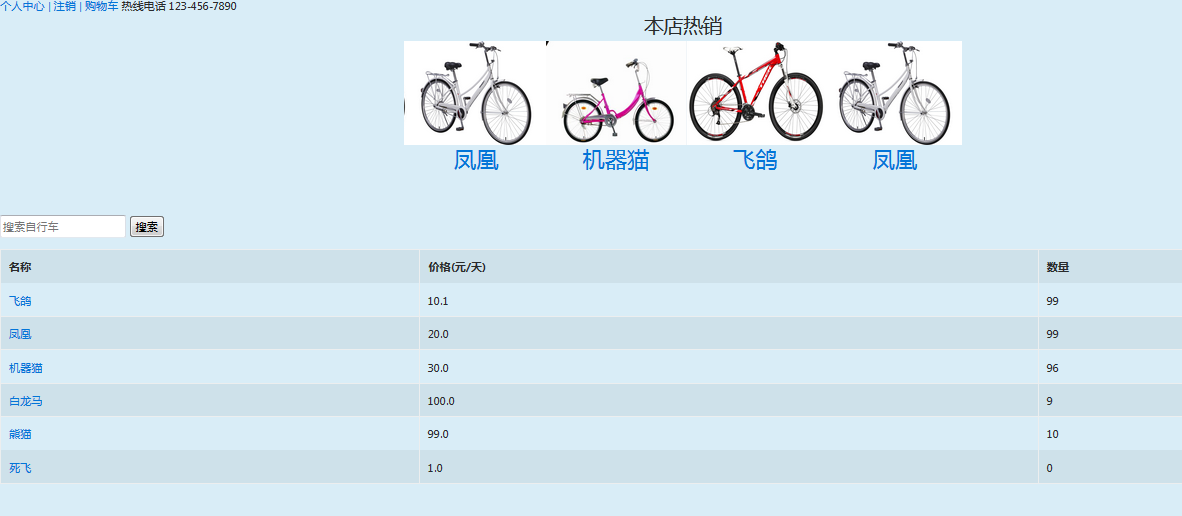 个人中心 | 注销 | 购物车 热线电话 123-456-7890
本店热销
凤凰 机器猫 飞鸽 凤凰
搜索自行车 搜索
名称 价格(元/天) 数量
飞鸽 10.1 99
凤凰 20.0 99
机器猫 30.0 96
白龙马 100.0 9
熊猫 99.0 10
死飞 1.0 0